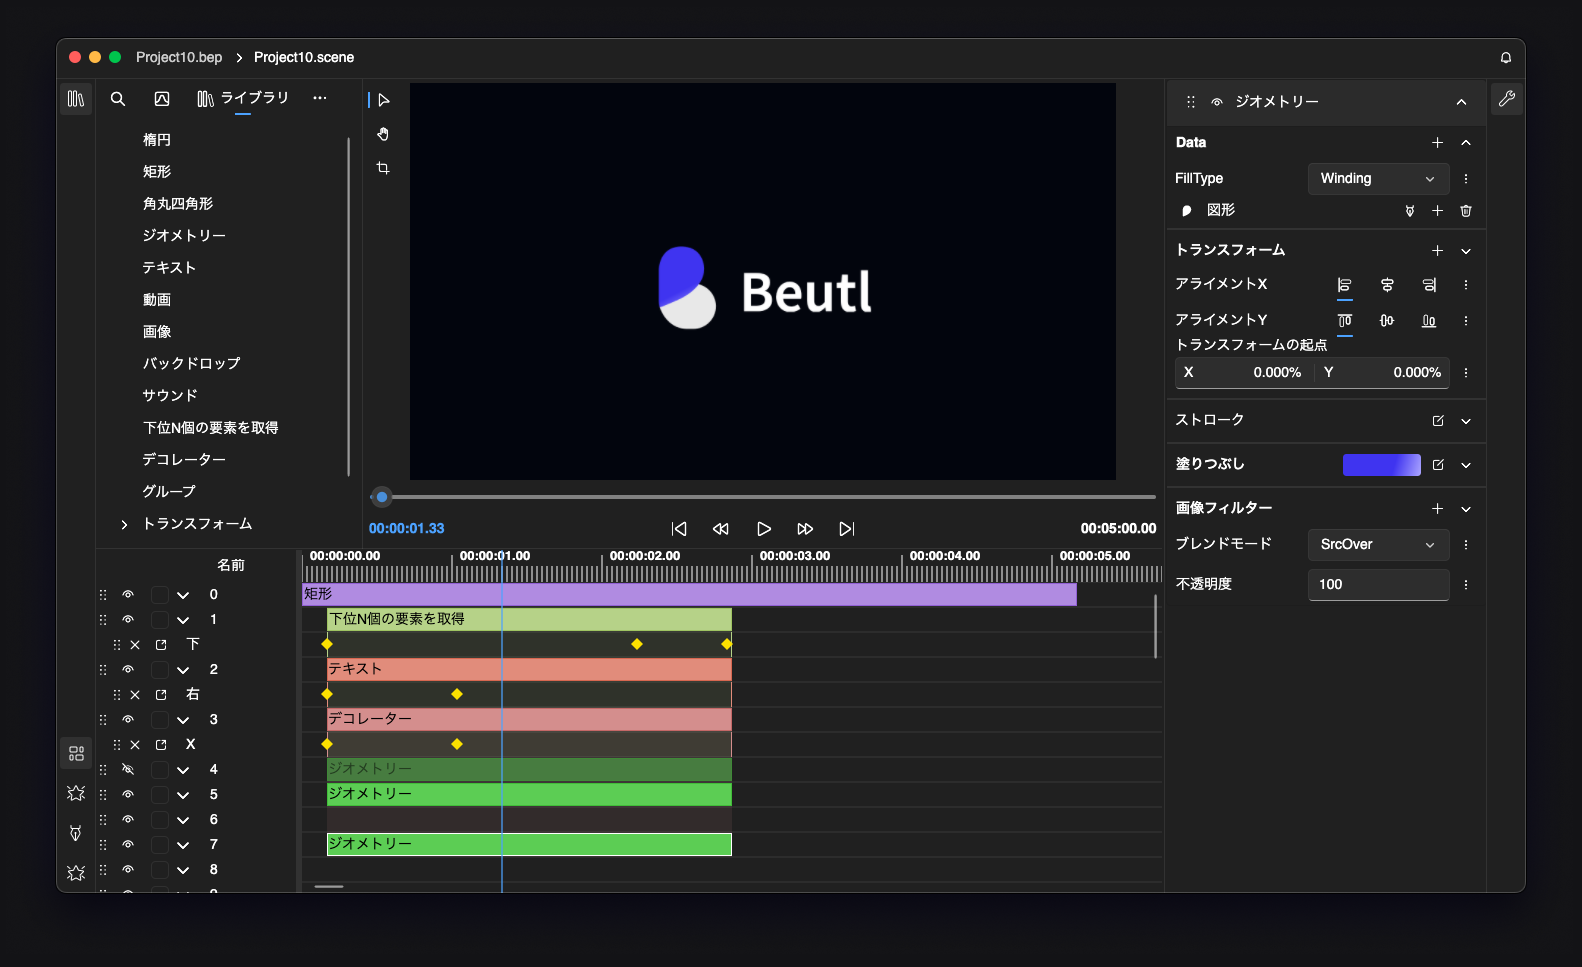 Project10.bep > Project10.scene
ライブラリ
楕円
矩形
角丸四角形
ジオメトリー
テキスト
動画
画像
バックドロップ
サウンド
下位N個の要素を取得
デコレーター
グループ
トランスフォーム
Beutl
00:00:01.33
00:05:00.00
ジオメトリー
Data
FillType Winding
図形
トランスフォーム
アライメントX
アライメントY
トランスフォームの起点
X 0.000% Y 0.000%
ストローク
塗りつぶし
画像フィルター
ブレンドモード SrcOver
不透明度 100
名前
00:00:00.00 00:00:01.00 00:00:02.00 00:00:03.00 00:00:04.00 00:00:05.00
0 矩形
1 下位N個の要素を取得
下
2 テキスト
右
3 デコレーター
X
4 ジオメトリー
5 ジオメトリー
6
7 ジオメトリー
8